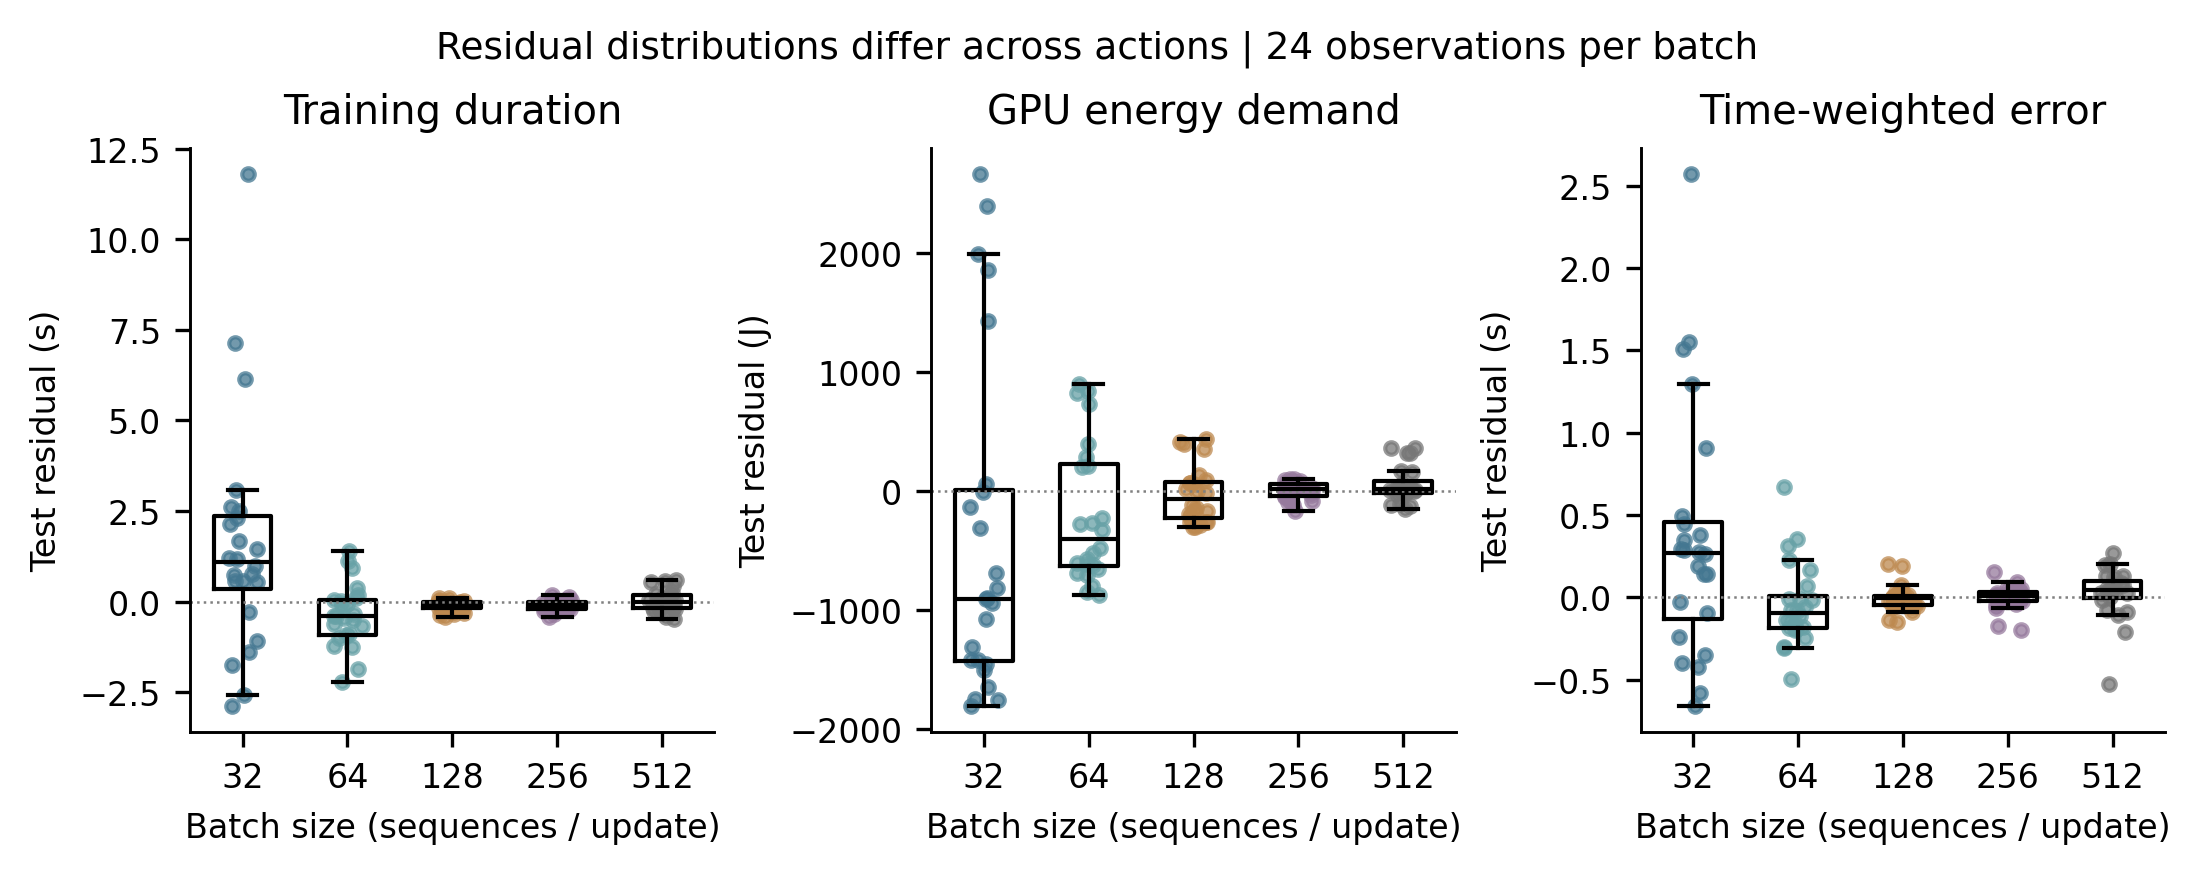 Residual distributions differ across actions | 24 observations per batch
Training duration
Test residual (s)
12.5
10.0
7.5
5.0
2.5
0.0
−2.5
32 64 128 256 512
Batch size (sequences / update)
GPU energy demand
Test residual (J)
2000
1000
0
−1000
−2000
32 64 128 256 512
Batch size (sequences / update)
Time-weighted error
Test residual (s)
2.5
2.0
1.5
1.0
0.5
0.0
−0.5
32 64 128 256 512
Batch size (sequences / update)